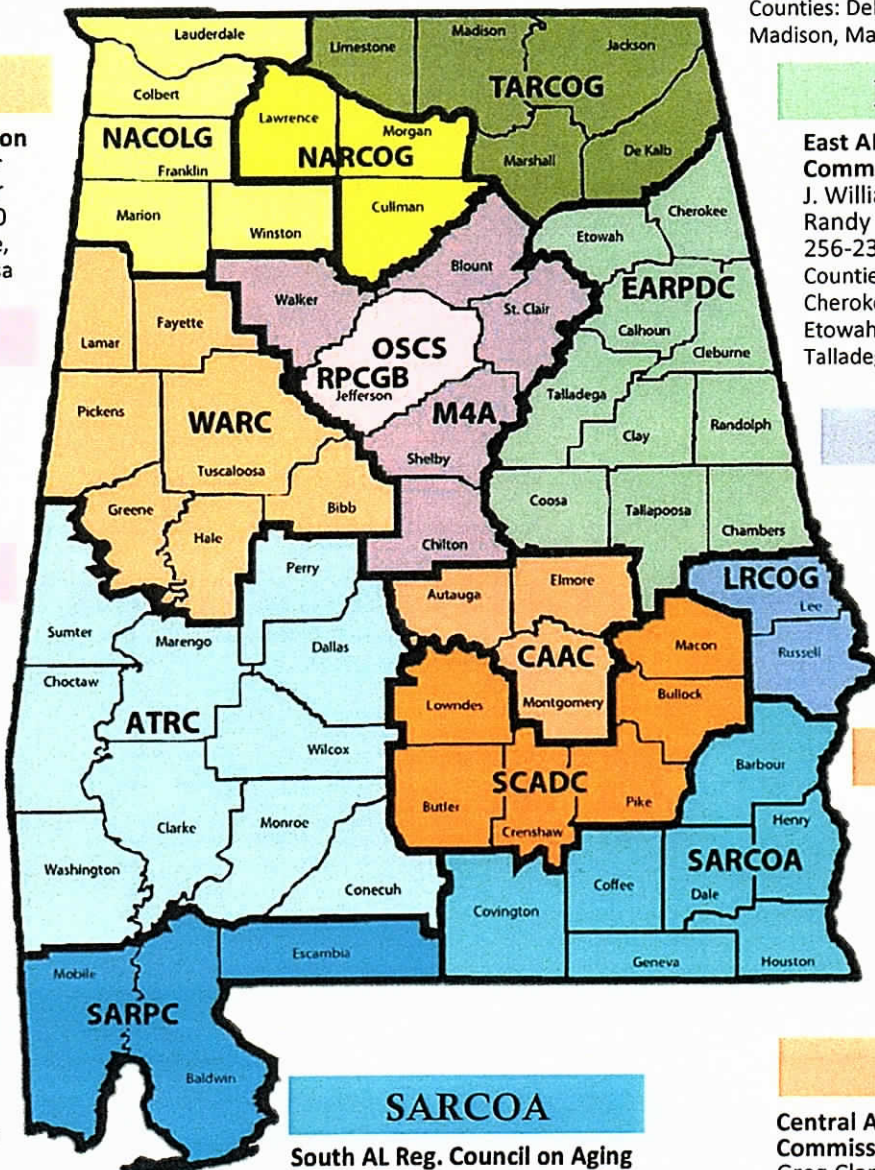 Counties: De
Madison, Ma
Lauderdale
Limestone
Madison
Jackson
TARCOG
Colbert
Lawrence
Morgan
NACOLG
NARCOG
Franklin
Marshall
De Kalb
Marion
Winston
Cullman
Etowah
Cherokee
on
East Al
Comm
J. Willia
Randy
256-23
Countie
Cheroke
Etowah
Talladeg
Blount
Walker
St. Clair
EARPDC
Lamar
Fayette
Calhoun
Cleburne
OSCS
RPCGB
Jefferson
M4A
Talladega
Pickens
WARC
Clay
Randolph
Shelby
Tuscaloosa
Greene
Bibb
Coosa
Tallapoosa
Chambers
Hale
Chilton
Perry
Autauga
Elmore
LRCOG
Lee
Sumter
Marengo
Dallas
CAAC
Macon
Russell
Choctaw
Lowndes
Montgomery
Bullock
ATRC
Wilcox
SCADC
Barbour
Butler
Pike
Crenshaw
Henry
Clarke
Monroe
SARCOA
Washington
Conecuh
Covington
Coffee
Dale
Escambia
Geneva
Houston
Mobile
SARPC
Baldwin
SARCOA
South AL Reg. Council on Aging
Central A
Commiss